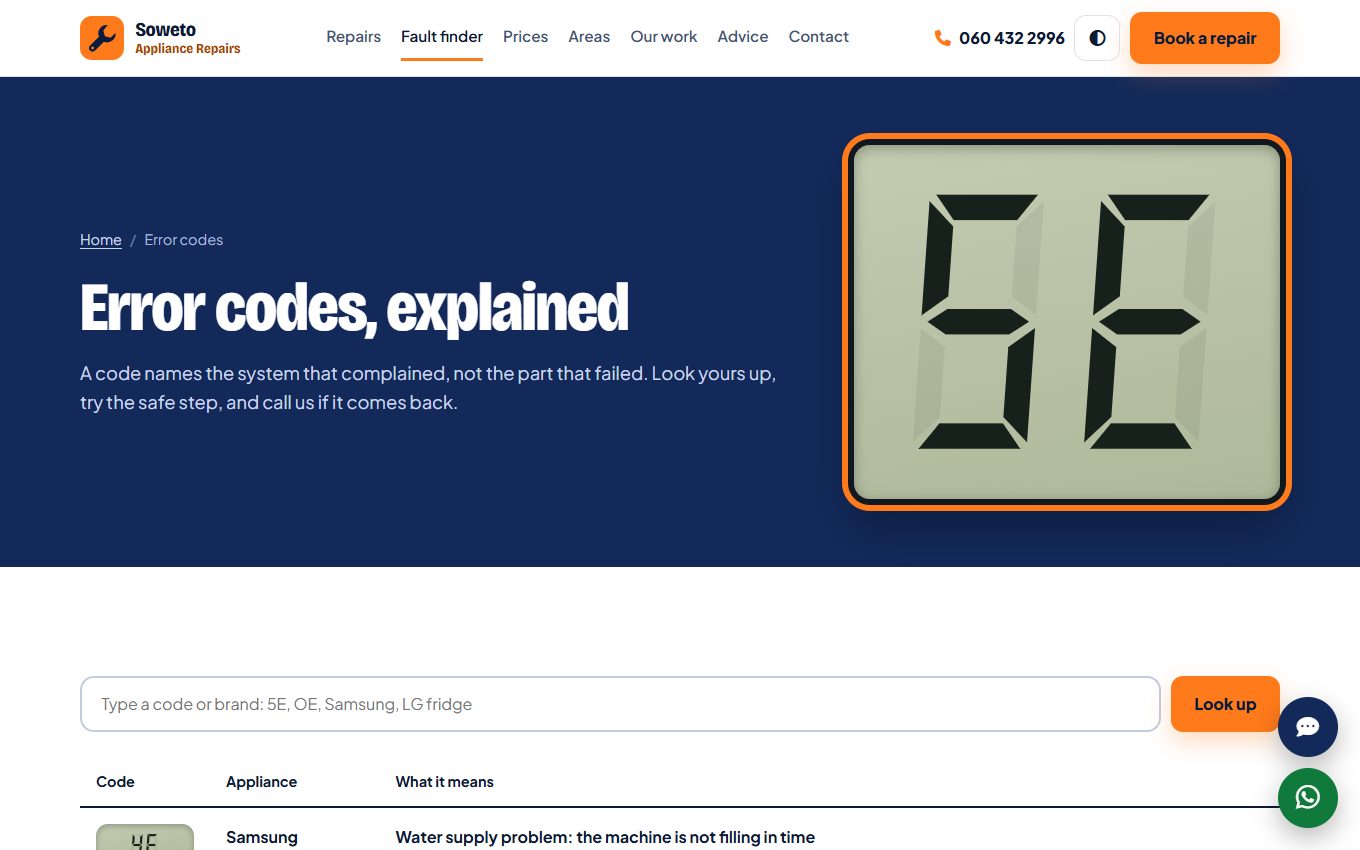 Soweto
Appliance Repairs
Repairs
Fault finder
Prices
Areas
Our work
Advice
Contact
060 432 2996
Book a repair
Home / Error codes
5E
Error codes, explained
A code names the system that complained, not the part that failed. Look yours up,
try the safe step, and call us if it comes back.
Type a code or brand: 5E, OE, Samsung, LG fridge
Look up
Code
Appliance
What it means
4E
Samsung
Water supply problem: the machine is not filling in time